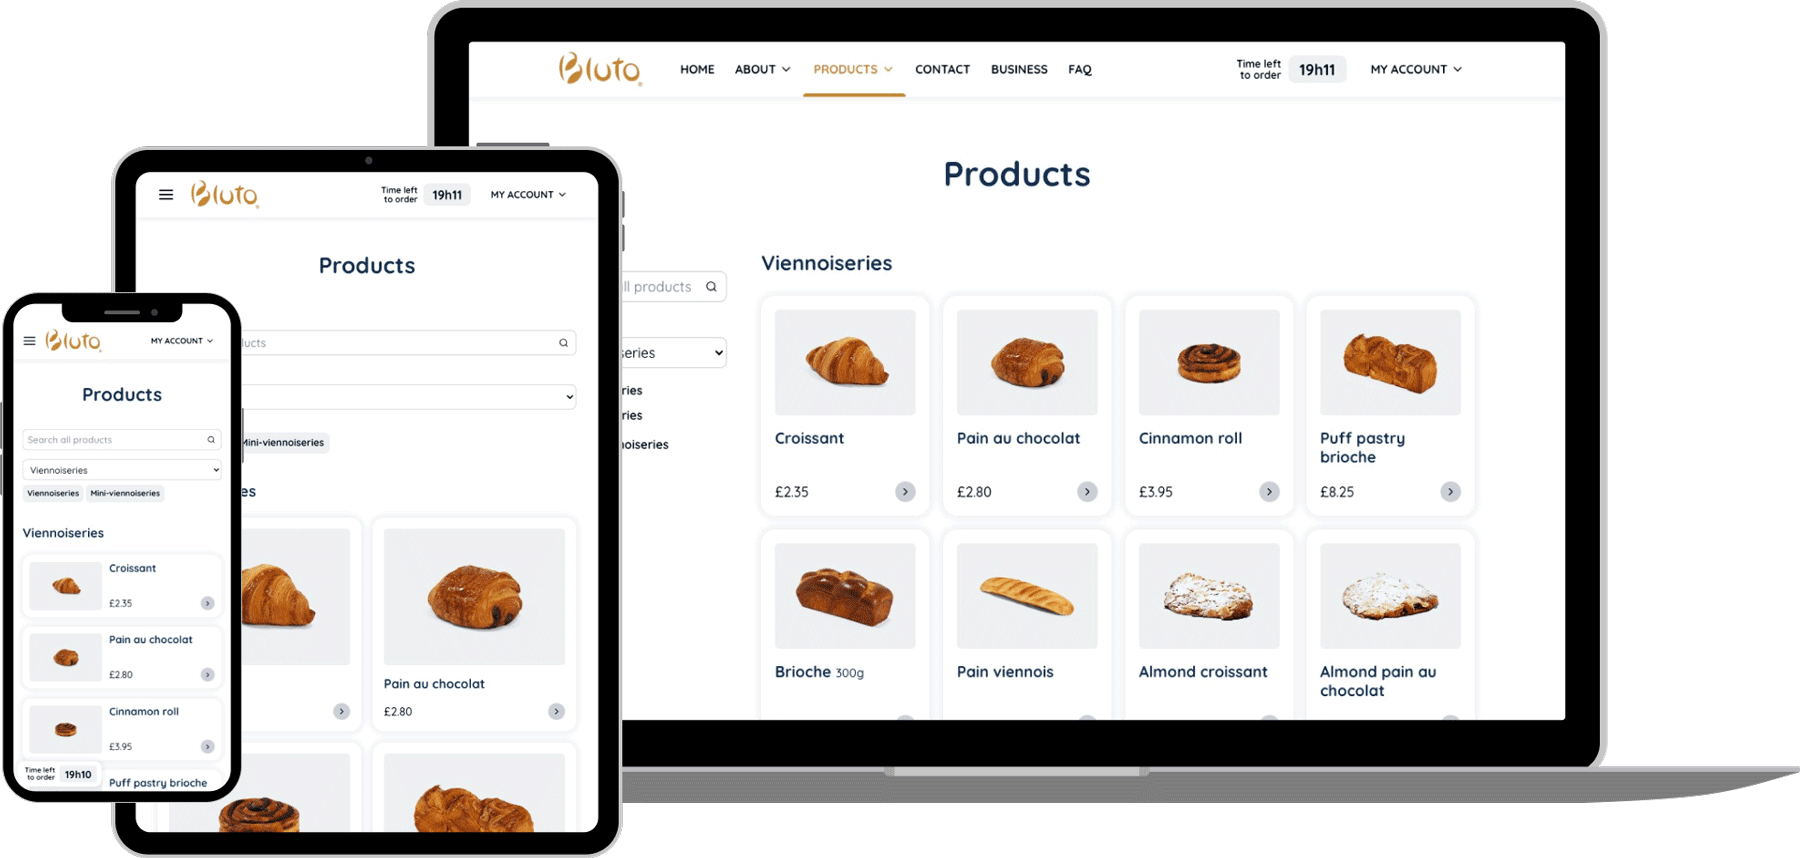 Bluto
HOME
ABOUT
PRODUCTS
CONTACT
BUSINESS
FAQ
Time left
to order
19h11
MY ACCOUNT
Products
ll products
series
ries
ries
noiseries
Viennoiseries
Croissant
£2.35
Pain au chocolat
£2.80
Cinnamon roll
£3.95
Puff pastry
brioche
£8.25
Brioche 300g
Pain viennois
Almond croissant
Almond pain au
chocolat
Bluto
Time left
to order
19h11
MY ACCOUNT
Products
ucts
Mini-viennoiseries
es
Pain au chocolat
£2.80
Bluto
MY ACCOUNT
Products
Search all products
Viennoiseries
Viennoiseries
Mini-viennoiseries
Viennoiseries
Croissant
£2.35
Pain au chocolat
£2.80
Cinnamon roll
£3.95
Time left
to order
19h10
Puff pastry brioche